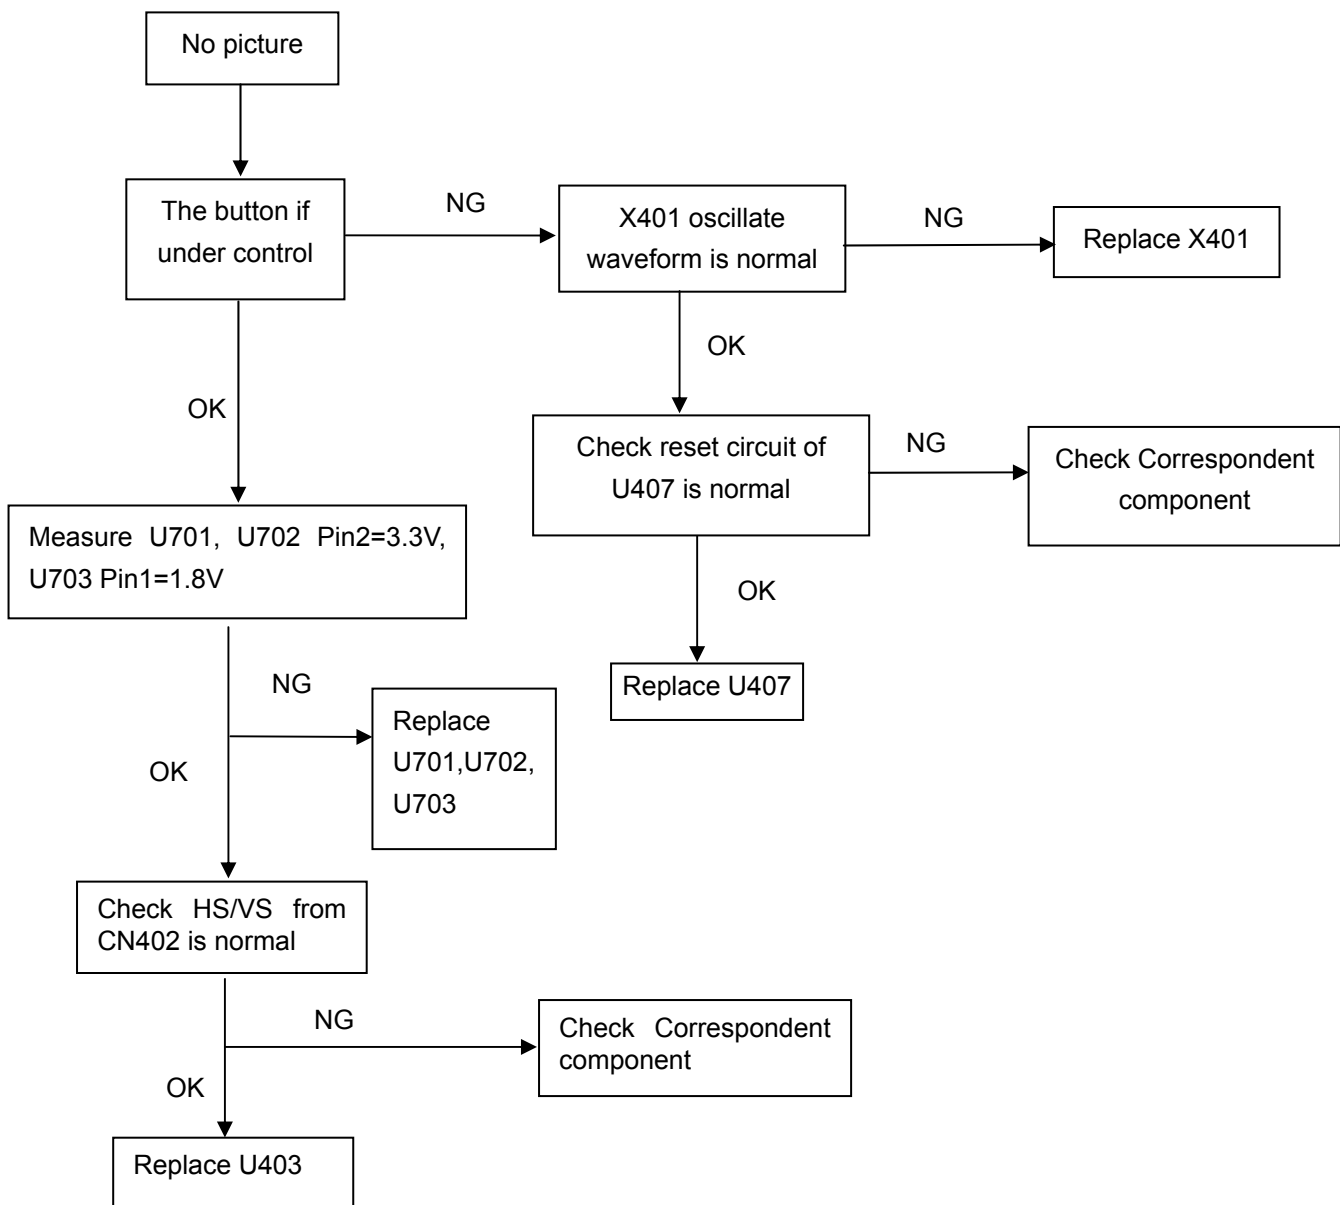 No picture
The button if
under control
NG
X401 oscillate
waveform is normal
NG
Replace X401
OK
OK
Check reset circuit of
U407 is normal
NG
Check Correspondent
component
Measure U701, U702 Pin2=3.3V,
U703 Pin1=1.8V
OK
Replace U407
NG
Replace
U701,U702,
U703
OK
Check HS/VS from
CN402 is normal
NG
Check Correspondent
component
OK
Replace U403